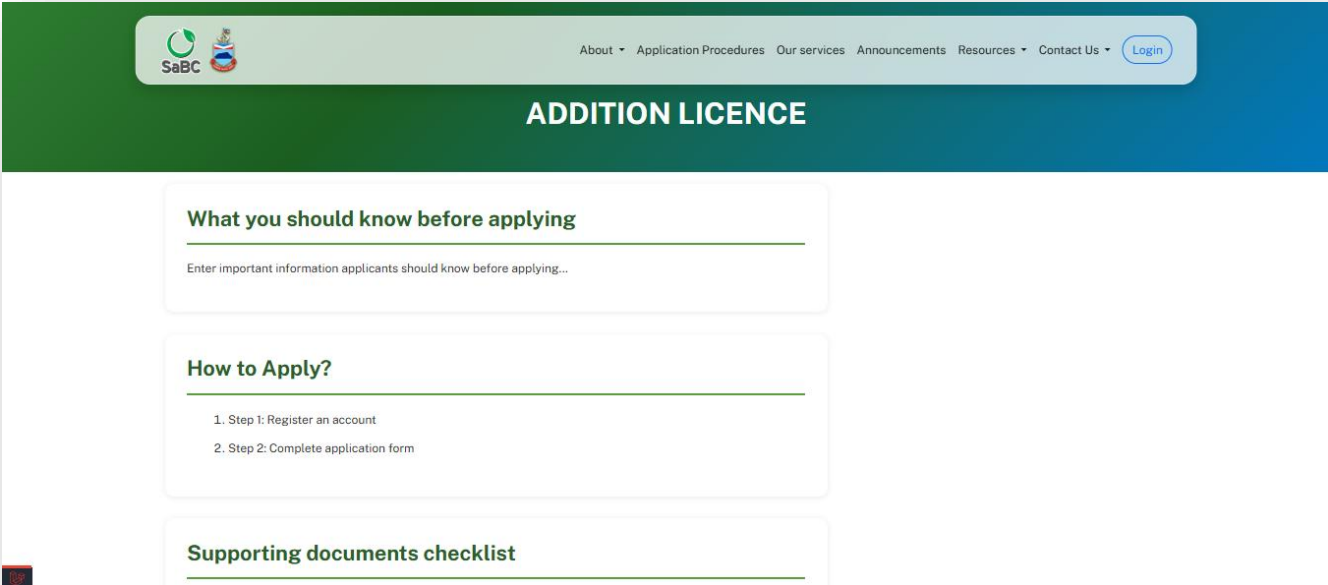 SaBC
About
Application Procedures
Our services
Announcements
Resources
Contact Us
Login
ADDITION LICENCE
What you should know before applying
Enter important information applicants should know before applying...
How to Apply?
1. Step 1: Register an account
2. Step 2: Complete application form
Supporting documents checklist